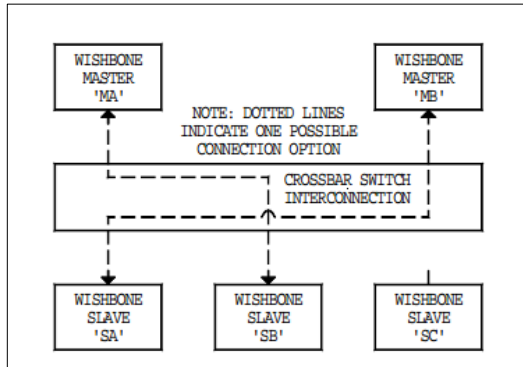 WISHBONE
MASTER
'MA'
WISHBONE
MASTER
'MB'
NOTE: DOTTED LINES
INDICATE ONE POSSIBLE
CONNECTION OPTION
CROSSBAR SWITCH
INTERCONNECTION
WISHBONE
SLAVE
'SA'
WISHBONE
SLAVE
'SB'
WISHBONE
SLAVE
'SC'